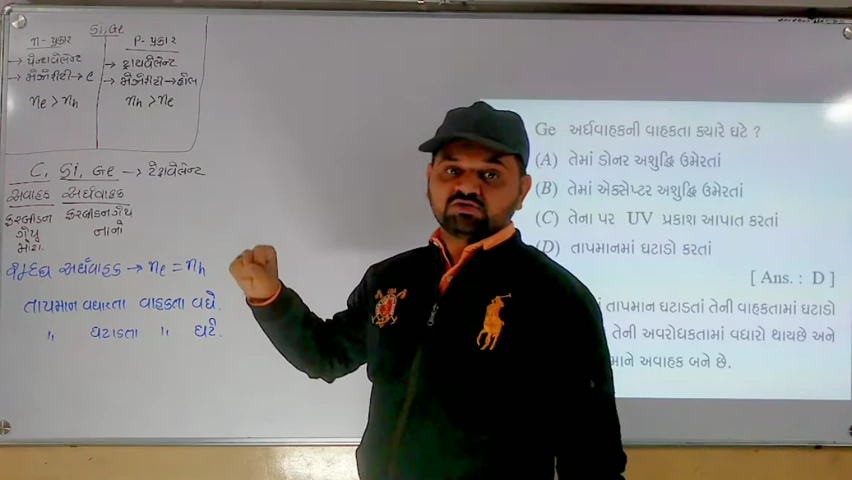 Si, Ge
n - પ્રકાર
P - પ્રકાર
→ પેન્ટાવેલેન્ટ
→ ટ્રાયવેલેન્ટ
→ મેજોરીટી → e
→ મેજોરીટી → હોલ
ne > nh
nh > ne
C, Si, Ge → ટેટ્રાવેલેન્ટ
અવાહક અર્ધવાહક
ફરબીડન ફરબીડન ગેપ
ગેપ નાનો
મોટા.
શુદ્ધ અર્ધવાહક → ne = nh
તાપમાન વધારતા વાહકતા વધે.
" ઘટાડતા " ઘટે.
Ge અર્ધવાહકની વાહકતા ક્યારે ઘટે ?
(A) તેમાં ડોનર અશુદ્ધિ ઉમેરતાં
(B) તેમાં એક્સેપ્ટર અશુદ્ધિ ઉમેરતાં
(C) તેના પર UV પ્રકાશ આપાત કરતાં
(D) તાપમાનમાં ઘટાડો કરતાં
[ Ans. : D ]
તાપમાન ઘટાડતાં તેની વાહકતામાં ઘટાડો
તેની અવરોધકતામાં વધારો થાય છે અને
માને અવાહક બને છે.